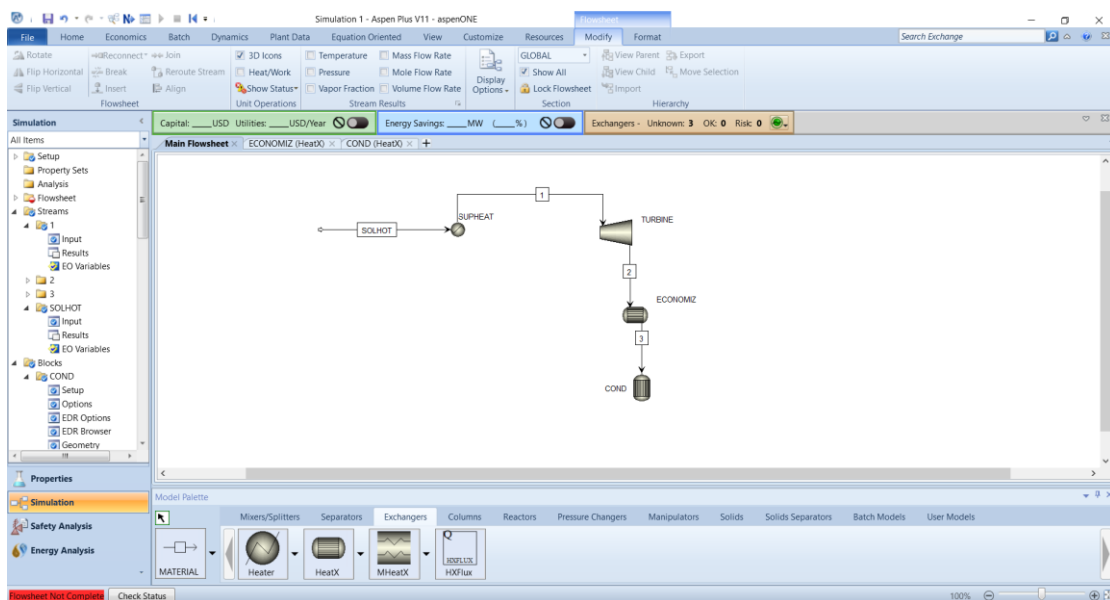 Simulation 1 - Aspen Plus V11 - aspenONE
Flowsheet
File Home Economics Batch Dynamics Plant Data Equation Oriented View Customize Resources Modify Format Search Exchange
Rotate Reconnect Join 3D Icons Temperature Mass Flow Rate GLOBAL View Parent Export
Flip Horizontal Break Reroute Stream Heat/Work Pressure Mole Flow Rate Display Show All View Child Move Selection
Flip Vertical Insert Align Show Status Vapor Fraction Volume Flow Rate Options Lock Flowsheet Import
Flowsheet Unit Operations Stream Results Section Hierarchy
Simulation Capital: ____USD Utilities: ____USD/Year Energy Savings: ____MW (____%) Exchangers - Unknown: 3 OK: 0 Risk: 0
All Items Main Flowsheet ECONOMIZ (HeatX) COND (HeatX) +
Setup
Property Sets
Analysis
Flowsheet
Streams
1
Input
Results
EO Variables
2
3
SOLHOT
Input
Results
EO Variables
Blocks
COND
Setup
Options
EDR Options
EDR Browser
Geometry
1
SUPHEAT
TURBINE
SOLHOT
2
ECONOMIZ
3
COND
Properties
Simulation
Safety Analysis
Energy Analysis
Model Palette
Mixers/Splitters Separators Exchangers Columns Reactors Pressure Changers Manipulators Solids Solids Separators Batch Models User Models
Q
HXFLUX
MATERIAL Heater HeatX MHeatX HXFlux
Flowsheet Not Complete Check Status 100%